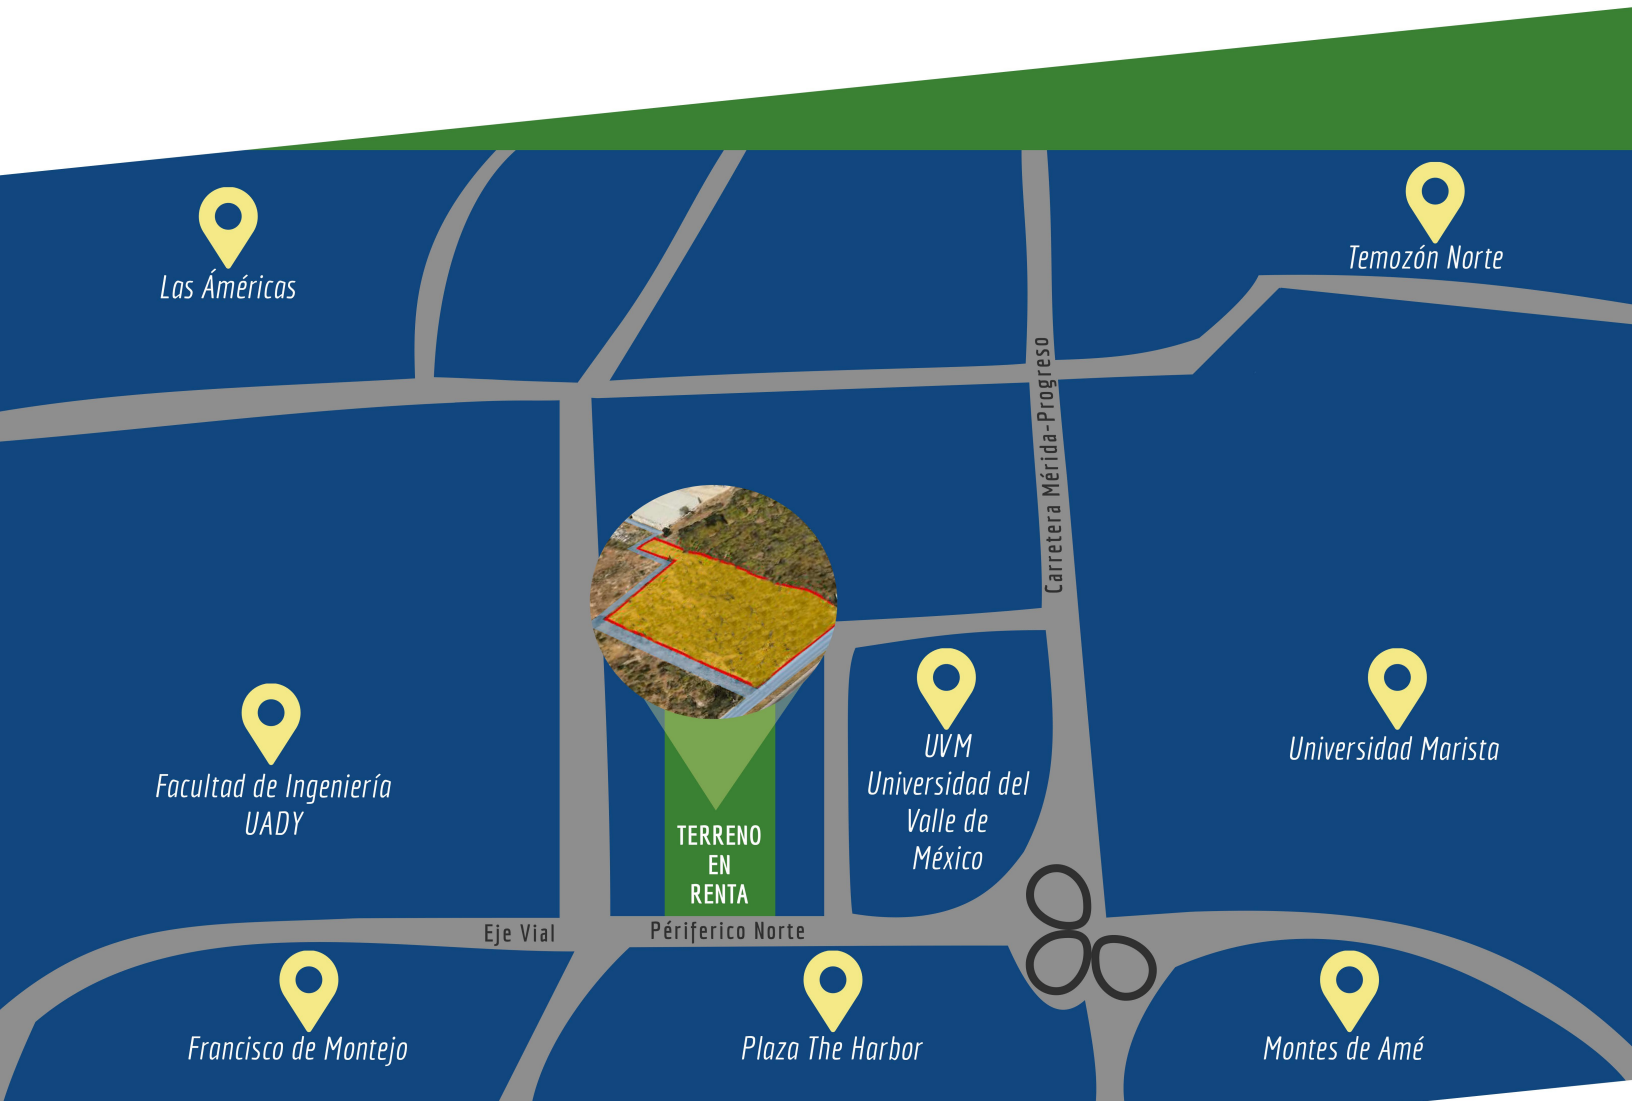 Temozón Norte
Las Áméricas
Carretera Mérida-Progreso
UVM
Universidad del
Valle de
México
Universidad Marista
Facultad de Ingeniería
UADY
TERRENO
EN
RENTA
Eje Vial
Périferico Norte
Francisco de Montejo
Plaza The Harbor
Montes de Amé